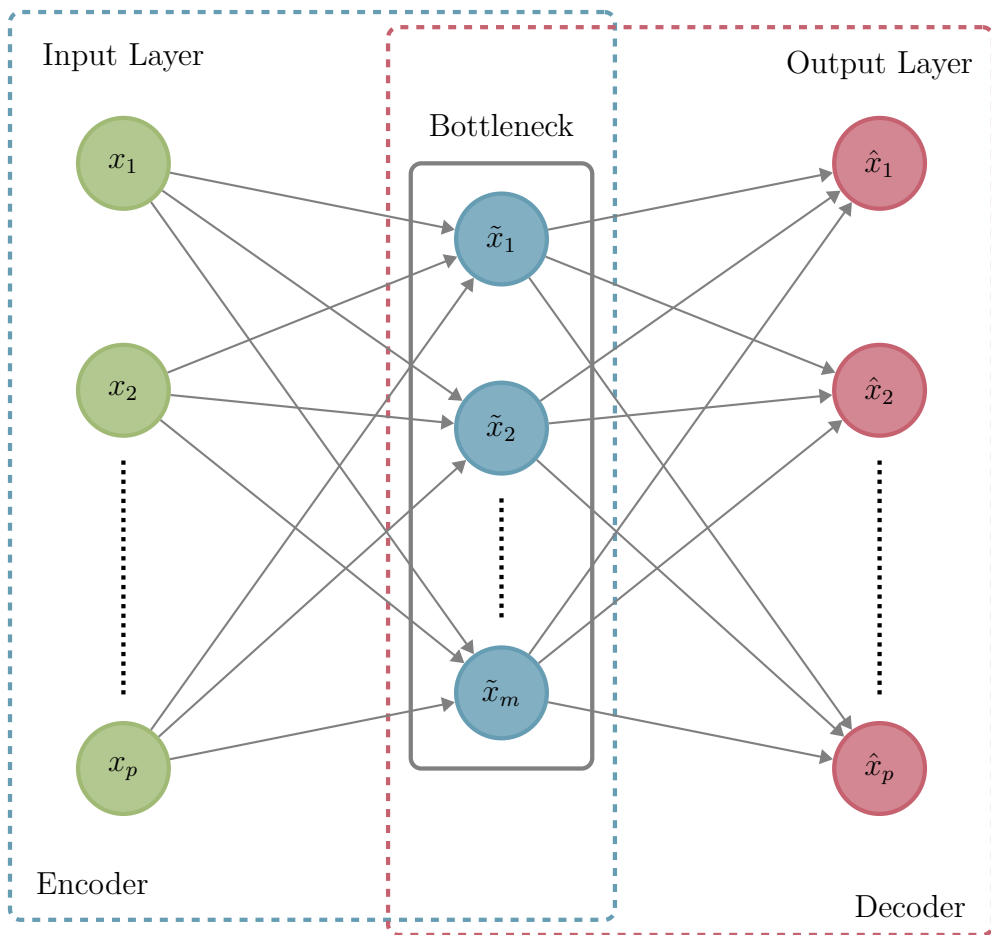 Input Layer
Output Layer
Bottleneck
x₁
x̃₁
x̂₁
x₂
x̃₂
x̂₂
x̃ₘ
xₚ
x̂ₚ
Encoder
Decoder